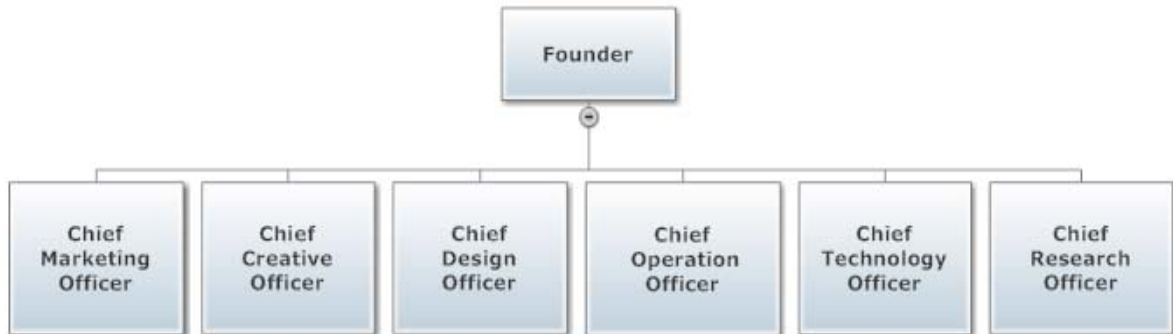 Founder
Chief
Marketing
Officer
Chief
Creative
Officer
Chief
Design
Officer
Chief
Operation
Officer
Chief
Technology
Officer
Chief
Research
Officer